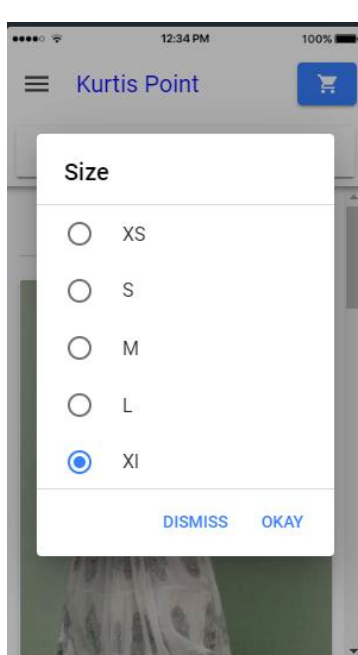 12:34 PM 100%
Kurtis Point
Size
XS
S
M
L
Xl
DISMISS OKAY